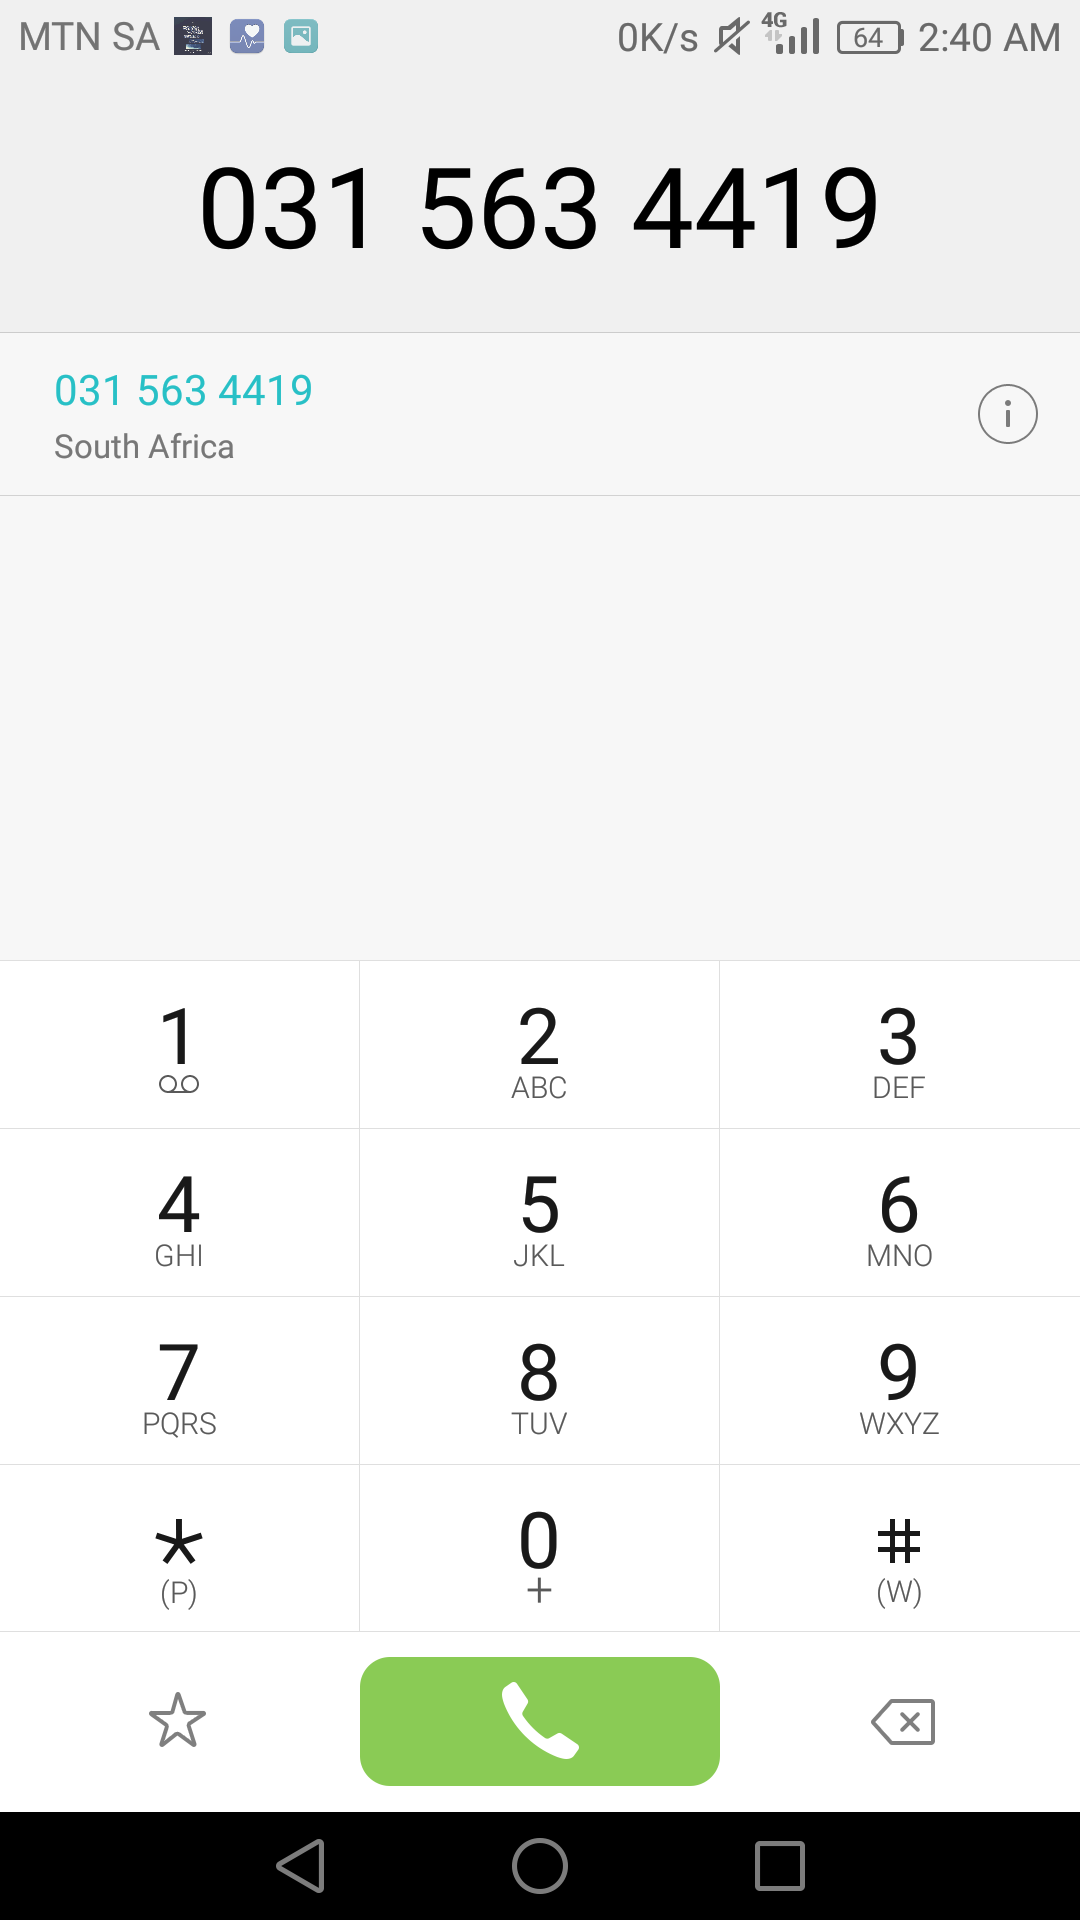 MTN SA 0K/s 4G 64 2:40 AM
031 563 4419
031 563 4419
South Africa
1 2 3
ABC DEF
4 5 6
GHI JKL MNO
7 8 9
PQRS TUV WXYZ
* 0 #
(P) + (W)